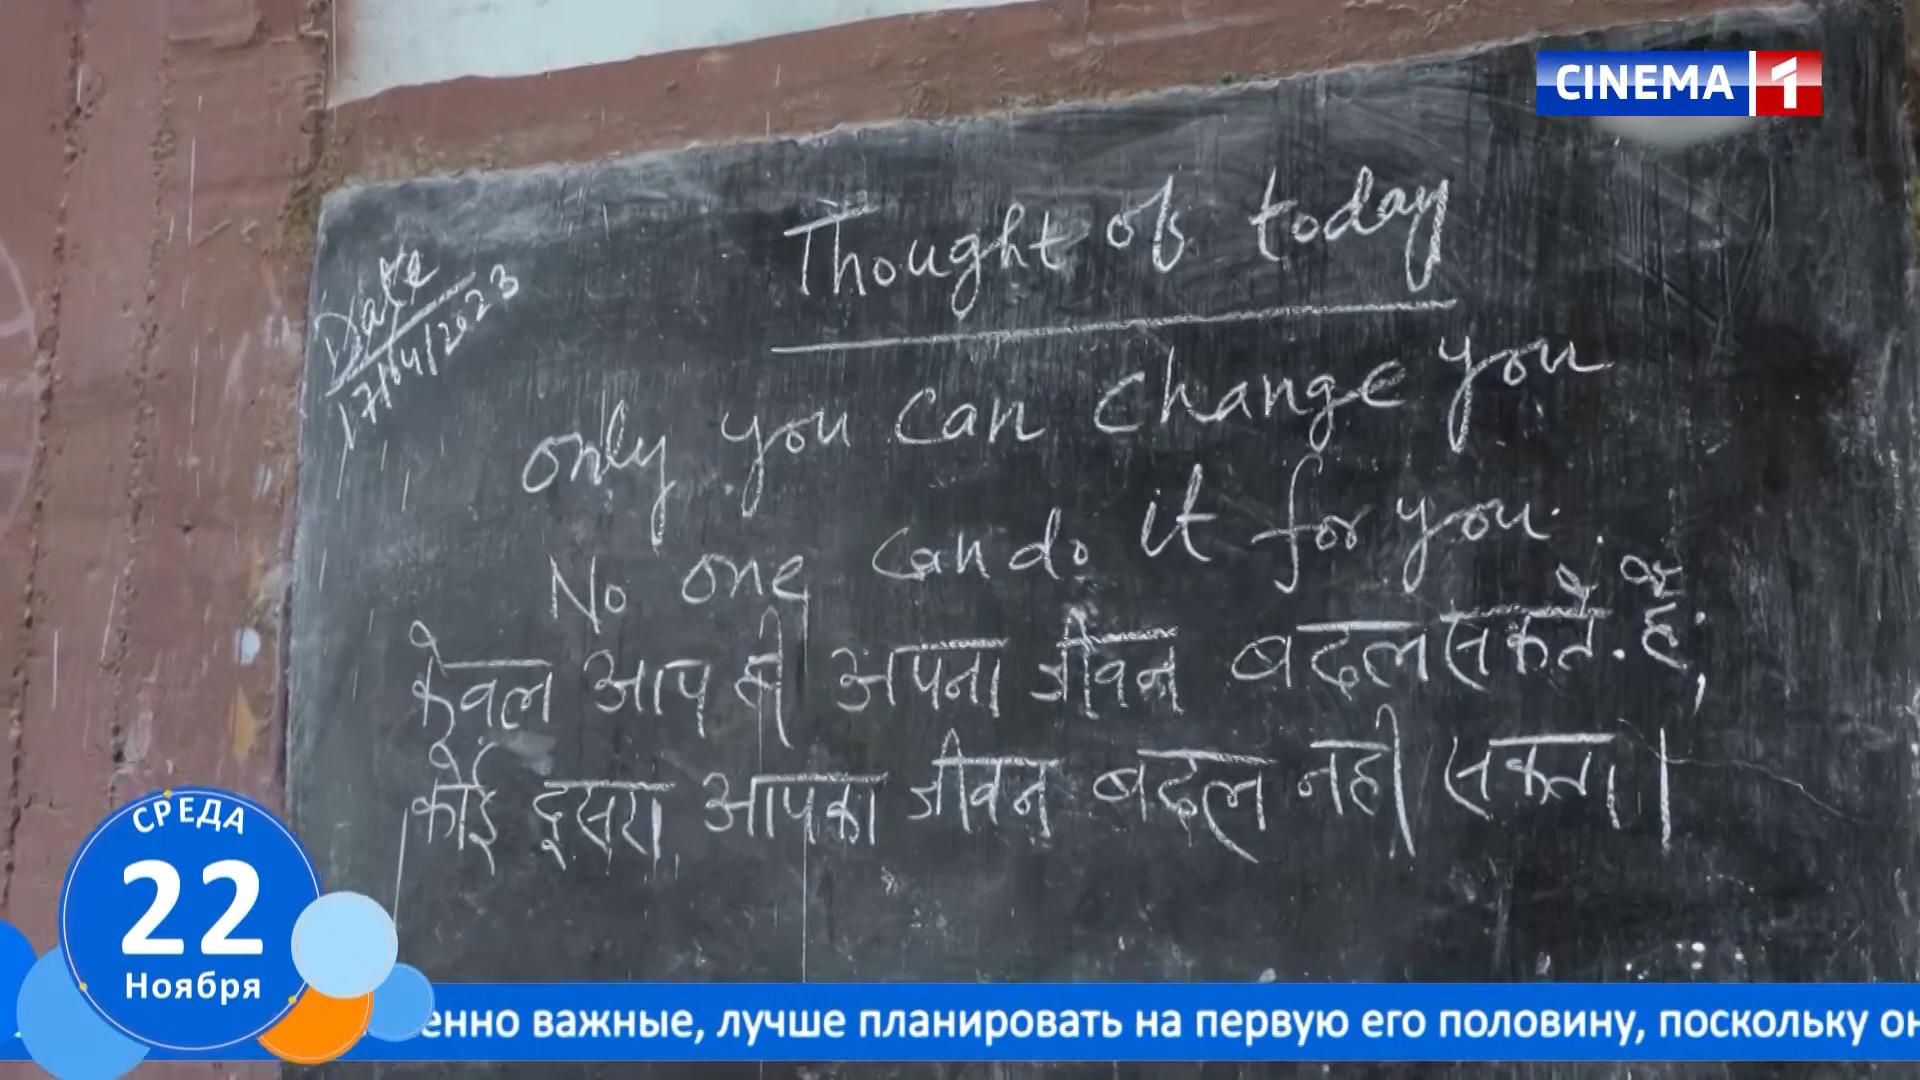 CINEMA 1
Thought of today
Date
17/04/2023
only you can change you
No one can do it for you.
केवल आप ही अपना जीवन बदल सकते हैं,
कोई दुसरा आपका जीवन बदल नही सकता।
СРЕДА
22
Ноября
енно важные, лучше планировать на первую его половину, поскольку он